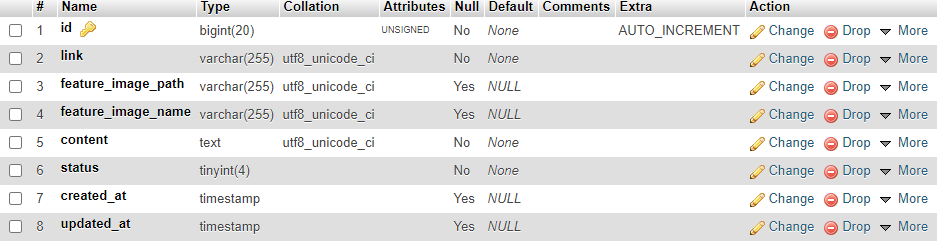 # Name Type Collation Attributes Null Default Comments Extra Action
1 id bigint(20) UNSIGNED No None AUTO_INCREMENT Change Drop More
2 link varchar(255) utf8_unicode_ci No None Change Drop More
3 feature_image_path varchar(255) utf8_unicode_ci Yes NULL Change Drop More
4 feature_image_name varchar(255) utf8_unicode_ci Yes NULL Change Drop More
5 content text utf8_unicode_ci No None Change Drop More
6 status tinyint(4) No None Change Drop More
7 created_at timestamp Yes NULL Change Drop More
8 updated_at timestamp Yes NULL Change Drop More